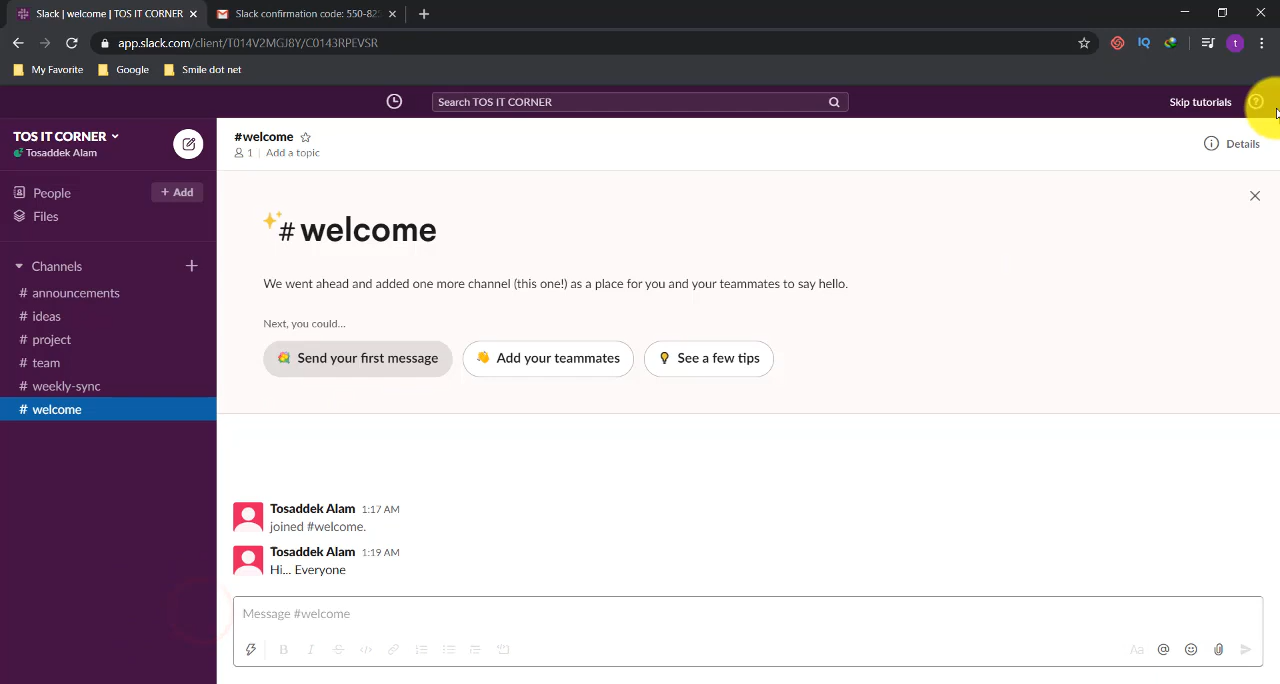 Slack | welcome | TOS IT CORNER
Slack confirmation code: 550-82
app.slack.com/client/T014V2MGJ8Y/C0143RPEVSR
IQ
t
My Favorite
Google
Smile dot net
Search TOS IT CORNER
Skip tutorials
TOS IT CORNER
Tosaddek Alam
#welcome
1 | Add a topic
Details
People
+ Add
Files
# welcome
We went ahead and added one more channel (this one!) as a place for you and your teammates to say hello.
Next, you could...
Send your first message
Add your teammates
See a few tips
Channels +
# announcements
# ideas
# project
# team
# weekly-sync
# welcome
Tosaddek Alam 1:17 AM
joined #welcome.
Tosaddek Alam 1:19 AM
Hi... Everyone
Message #welcome
B I S
Aa @